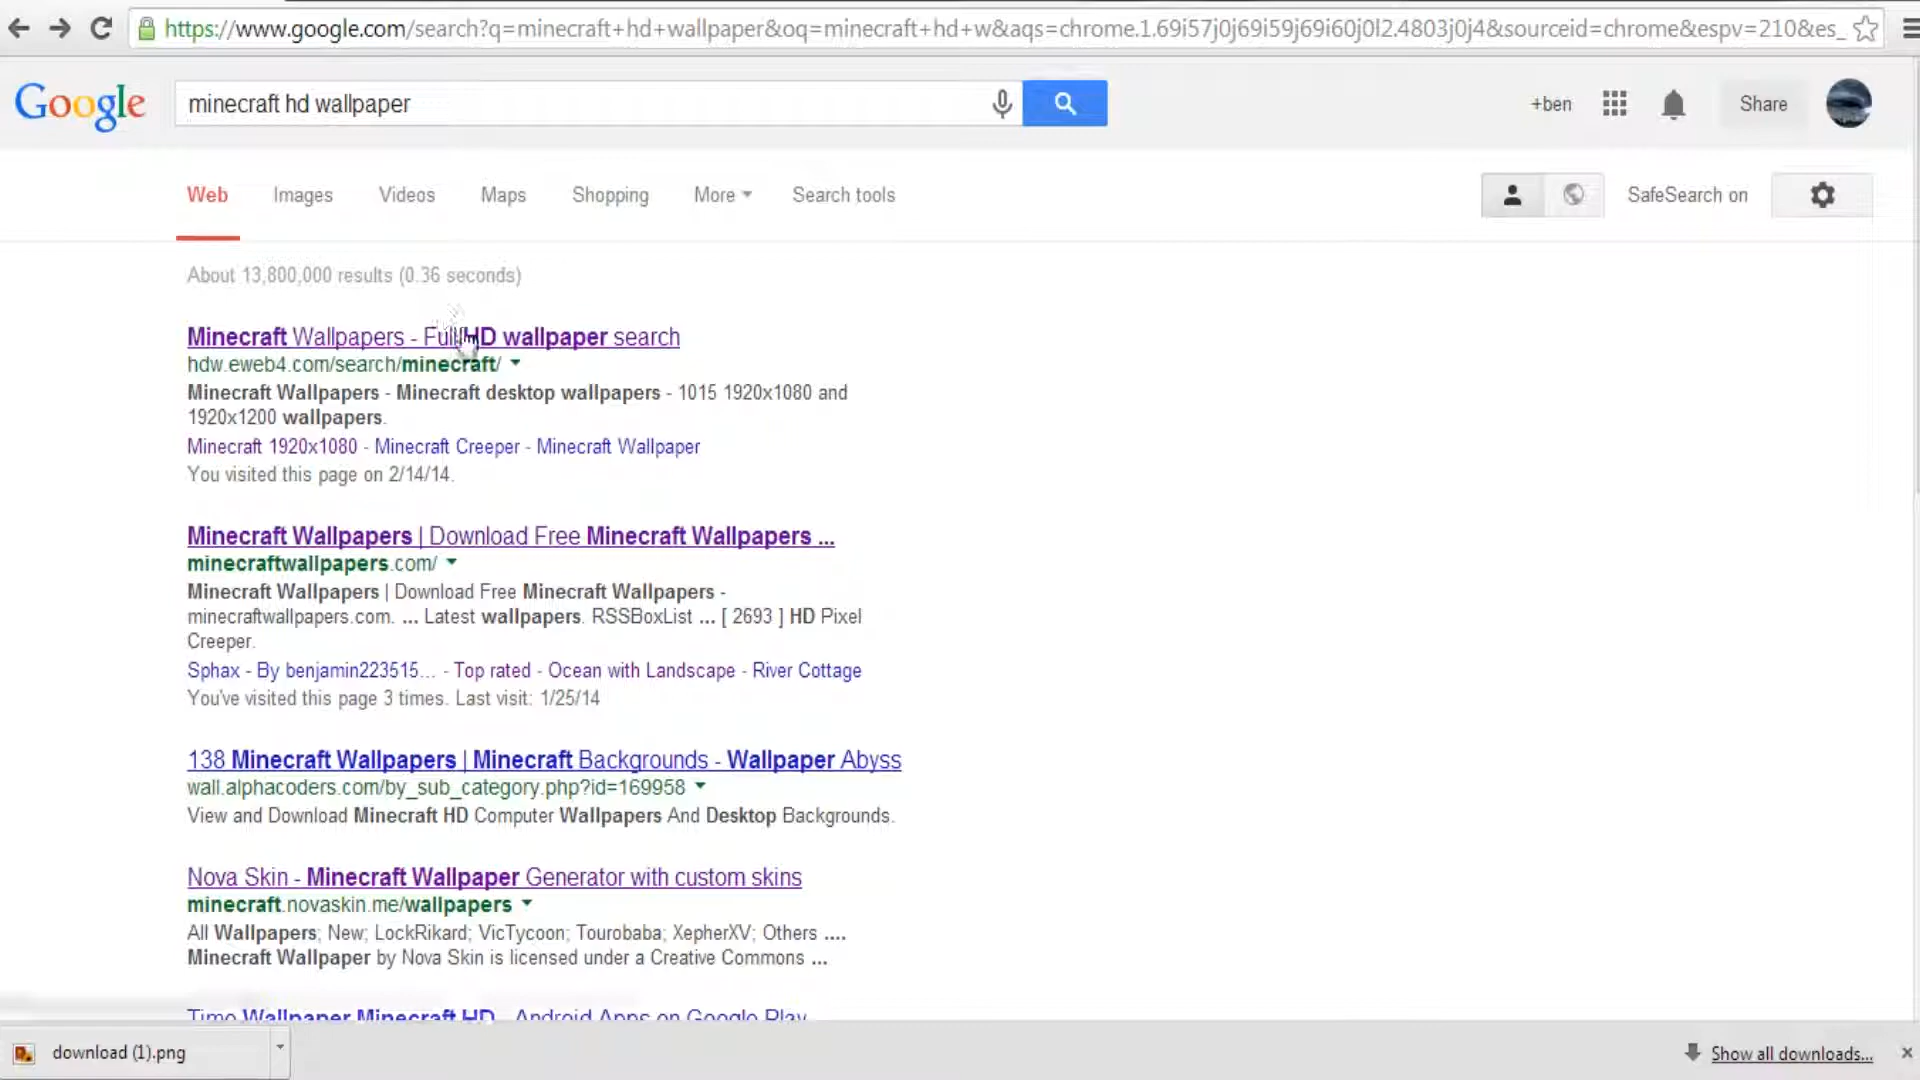 https://www.google.com/search?q=minecraft+hd+wallpaper&oq=minecraft+hd+w&aqs=chrome.1.69i57j0j69i59j69i60j0l2.4803j0j4&sourceid=chrome&espv=210&es_
Google
minecraft hd wallpaper
+ben
Share
Web Images Videos Maps Shopping More Search tools
SafeSearch on
About 13,800,000 results (0.36 seconds)
Minecraft Wallpapers - Full HD wallpaper search
hdw.eweb4.com/search/minecraft/
Minecraft Wallpapers - Minecraft desktop wallpapers - 1015 1920x1080 and
1920x1200 wallpapers.
Minecraft 1920x1080 - Minecraft Creeper - Minecraft Wallpaper
You visited this page on 2/14/14.
Minecraft Wallpapers | Download Free Minecraft Wallpapers ...
minecraftwallpapers.com/
Minecraft Wallpapers | Download Free Minecraft Wallpapers -
minecraftwallpapers.com. ... Latest wallpapers. RSSBoxList ... [ 2693 ] HD Pixel
Creeper.
Sphax - By benjamin223515... - Top rated - Ocean with Landscape - River Cottage
You've visited this page 3 times. Last visit: 1/25/14
138 Minecraft Wallpapers | Minecraft Backgrounds - Wallpaper Abyss
wall.alphacoders.com/by_sub_category.php?id=169958
View and Download Minecraft HD Computer Wallpapers And Desktop Backgrounds.
Nova Skin - Minecraft Wallpaper Generator with custom skins
minecraft.novaskin.me/wallpapers
All Wallpapers; New; LockRikard; VicTycoon; Tourobaba; XepherXV; Others ....
Minecraft Wallpaper by Nova Skin is licensed under a Creative Commons ...
Time Wallpaper Minecraft HD - Android Apps on Google Play
download (1).png
Show all downloads...